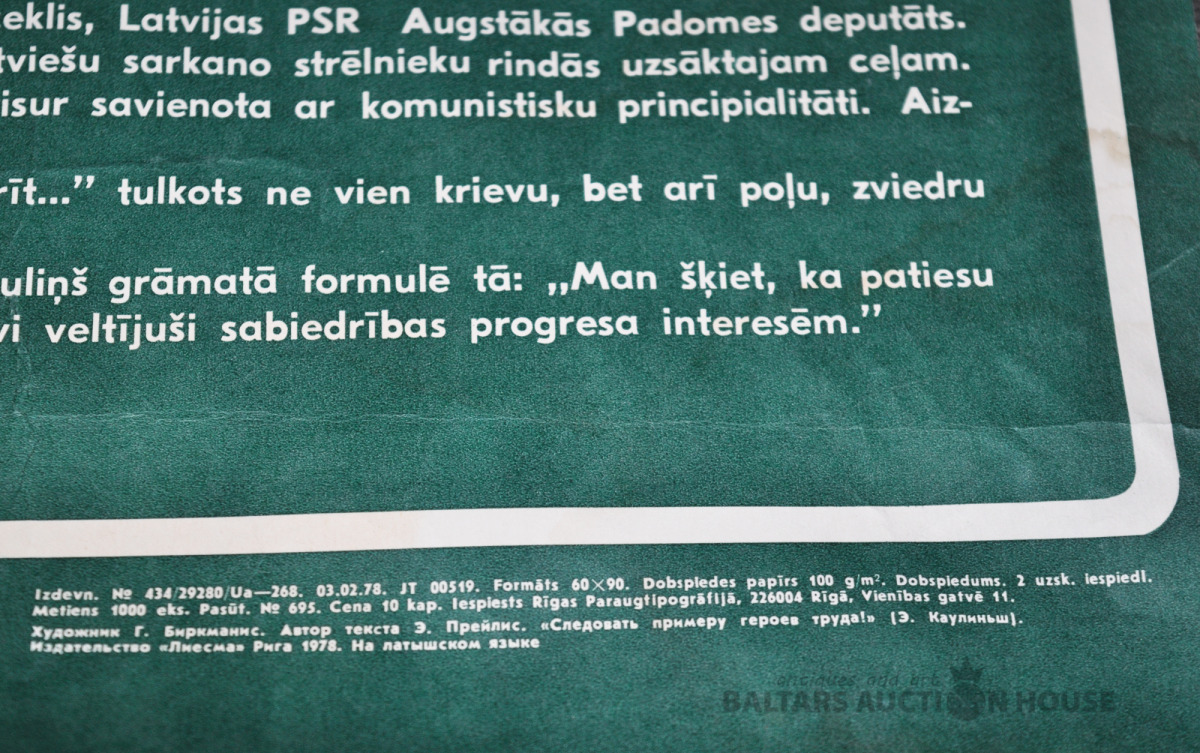 eklis, Latvijas PSR Augstākās Padomes deputāts.
tviešu sarkano strēlnieku rindās uzsāktajam ceļam.
isur savienota ar komunistisku principialitāti. Aiz-
rīt...” tulkots ne vien krievu, bet arī poļu, zviedru
uliņš grāmatā formulē tā: „Man šķiet, ka patiesu
vi veltījuši sabiedrības progresa interesēm.”
Izdevn. № 434/29280/Ua—268. 03.02.78. JT 00519. Formāts 60×90. Dobspiedes papīrs 100 g/m². Dobspiedums. 2 uzsk. iespiedl.
Metiens 1000 eks. Pasūt. № 695. Cena 10 kap. Iespiests Rīgas Paraugtipogrāfijā, 226004 Rīgā, Vienības gatvē 11.
Художник Г. Биркманис. Автор текста Э. Прейлис. «Следовать примеру героев труда!» (Э. Каулиньш).
Издательство «Лиесма» Рига 1978. На латышском языке
antiques and art
BALTARS AUCTION HOUSE